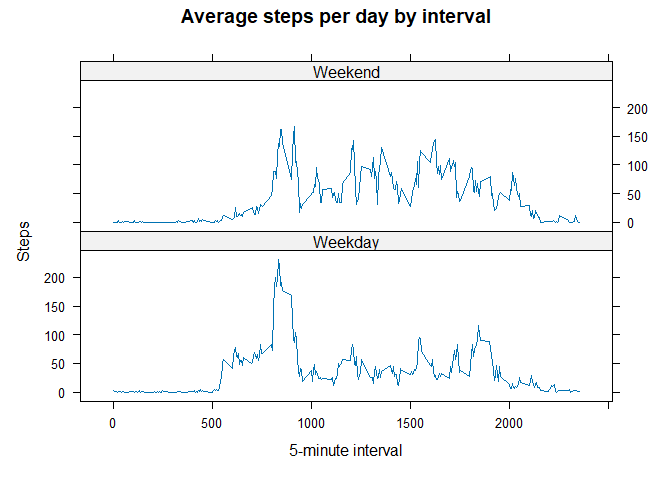 Average steps per day by interval
Weekend
200
150
100
50
0
Steps
Weekday
200
150
100
50
0
0 500 1000 1500 2000
5-minute interval